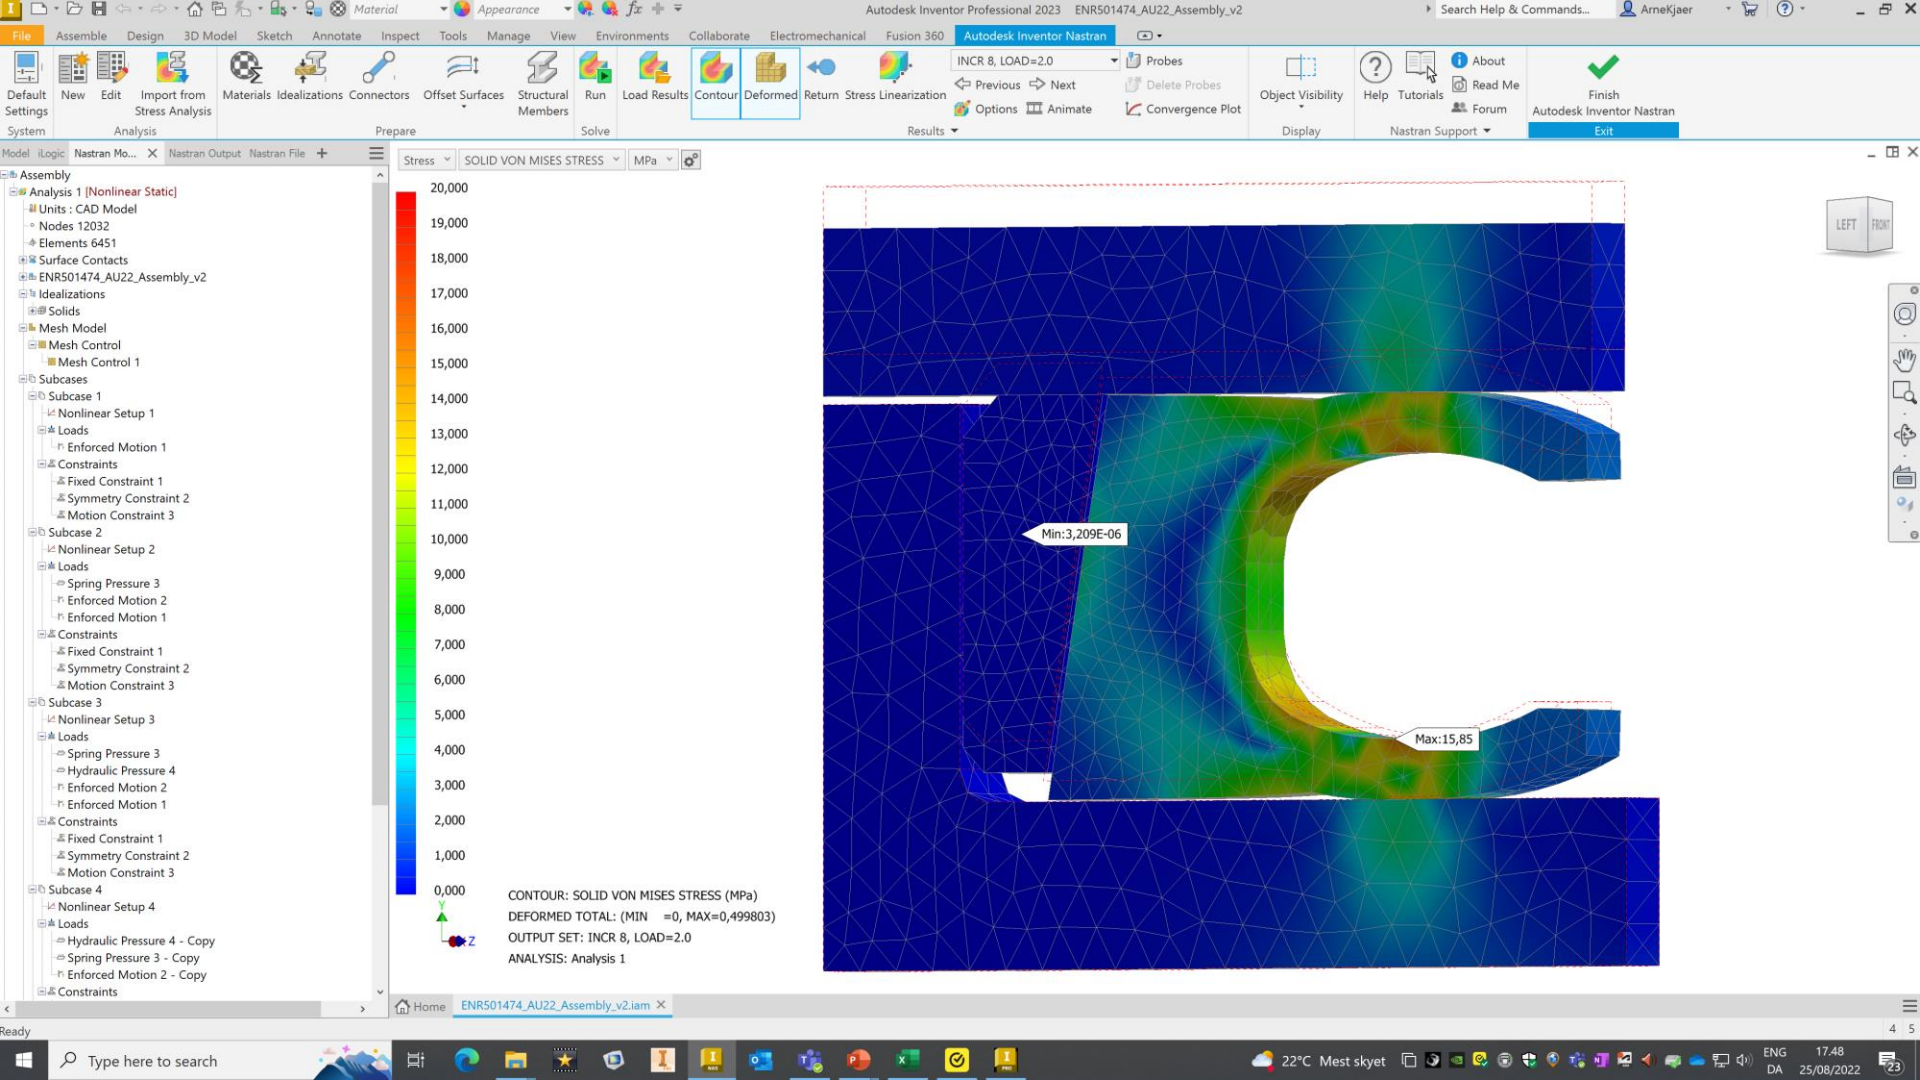 Material
Appearance
fx
Autodesk Inventor Professional 2023 ENR501474_AU22_Assembly_v2
Search Help & Commands...
ArneKjaer
File Assemble Design 3D Model Sketch Annotate Inspect Tools Manage View Environments Collaborate Electromechanical Fusion 360 Autodesk Inventor Nastran
Default Settings
New
Edit
Import from Stress Analysis
Materials
Idealizations
Connectors
Offset Surfaces
Structural Members
Run
Load Results
Contour
Deformed
Return
Stress Linearization
INCR 8, LOAD=2.0
Previous Next
Options Animate
Probes
Delete Probes
Convergence Plot
Object Visibility
Help
Tutorials
About
Read Me
Forum
Finish
Autodesk Inventor Nastran
System Analysis Prepare Solve Results Display Nastran Support Exit
Model iLogic Nastran Mo... Nastran Output Nastran File
Assembly
Analysis 1 [Nonlinear Static]
Units : CAD Model
Nodes 12032
Elements 6451
Surface Contacts
ENR501474_AU22_Assembly_v2
Idealizations
Solids
Mesh Model
Mesh Control
Mesh Control 1
Subcases
Subcase 1
Nonlinear Setup 1
Loads
Enforced Motion 1
Constraints
Fixed Constraint 1
Symmetry Constraint 2
Motion Constraint 3
Subcase 2
Nonlinear Setup 2
Loads
Spring Pressure 3
Enforced Motion 2
Enforced Motion 1
Constraints
Fixed Constraint 1
Symmetry Constraint 2
Motion Constraint 3
Subcase 3
Nonlinear Setup 3
Loads
Spring Pressure 3
Hydraulic Pressure 4
Enforced Motion 2
Enforced Motion 1
Constraints
Fixed Constraint 1
Symmetry Constraint 2
Motion Constraint 3
Subcase 4
Nonlinear Setup 4
Loads
Hydraulic Pressure 4 - Copy
Spring Pressure 3 - Copy
Enforced Motion 2 - Copy
Constraints
Stress SOLID VON MISES STRESS MPa
20,000
19,000
18,000
17,000
16,000
15,000
14,000
13,000
12,000
11,000
10,000
9,000
8,000
7,000
6,000
5,000
4,000
3,000
2,000
1,000
0,000
Y
Z
LEFT FRONT
Min:3,209E-06
Max:15,85
CONTOUR: SOLID VON MISES STRESS (MPa)
DEFORMED TOTAL: (MIN =0, MAX=0,499803)
OUTPUT SET: INCR 8, LOAD=2.0
ANALYSIS: Analysis 1
Home ENR501474_AU22_Assembly_v2.iam
Ready
4 5
Type here to search
22°C Mest skyet
ENG
DA
17.48
25/08/2022
23